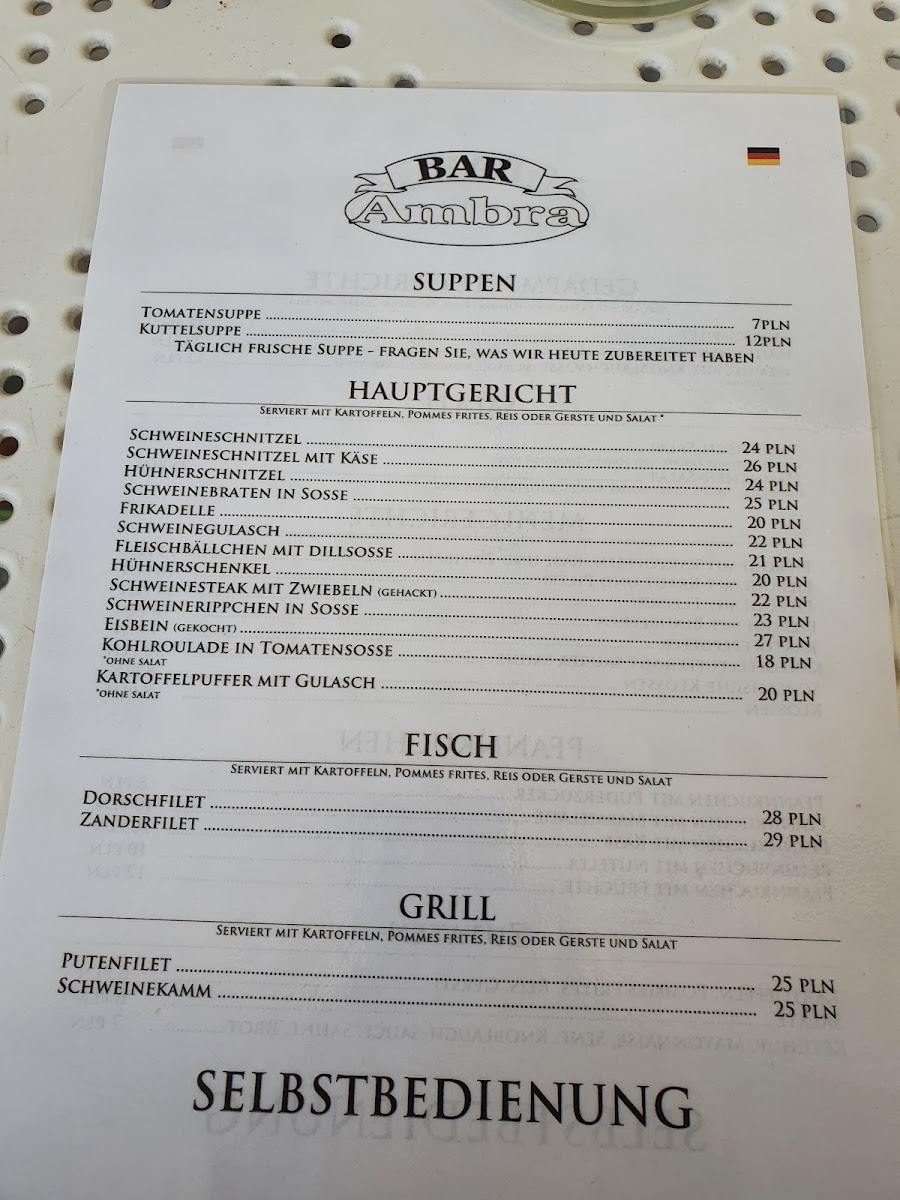 BAR
Ambra
SUPPEN
TOMATENSUPPE 7PLN
KUTTELSUPPE 12PLN
TÄGLICH FRISCHE SUPPE - FRAGEN SIE, WAS WIR HEUTE ZUBEREITET HABEN
HAUPTGERICHT
SERVIERT MIT KARTOFFELN, POMMES FRITES, REIS ODER GERSTE UND SALAT *
SCHWEINESCHNITZEL 24 PLN
SCHWEINESCHNITZEL MIT KÄSE 26 PLN
HÜHNERSCHNITZEL 24 PLN
SCHWEINEBRATEN IN SOSSE 25 PLN
FRIKADELLE 20 PLN
SCHWEINEGULASCH 22 PLN
FLEISCHBÄLLCHEN MIT DILLSOSSE 21 PLN
HÜHNERSCHENKEL 20 PLN
SCHWEINESTEAK MIT ZWIEBELN (GEHACKT) 22 PLN
SCHWEINERIPPCHEN IN SOSSE 23 PLN
EISBEIN (GEKOCHT) 27 PLN
KOHLROULADE IN TOMATENSOSSE 18 PLN
*OHNE SALAT
KARTOFFELPUFFER MIT GULASCH 20 PLN
*OHNE SALAT
FISCH
SERVIERT MIT KARTOFFELN, POMMES FRITES, REIS ODER GERSTE UND SALAT
DORSCHFILET 28 PLN
ZANDERFILET 29 PLN
GRILL
SERVIERT MIT KARTOFFELN, POMMES FRITES, REIS ODER GERSTE UND SALAT
PUTENFILET 25 PLN
SCHWEINEKAMM 25 PLN
SELBSTBEDIENUNG